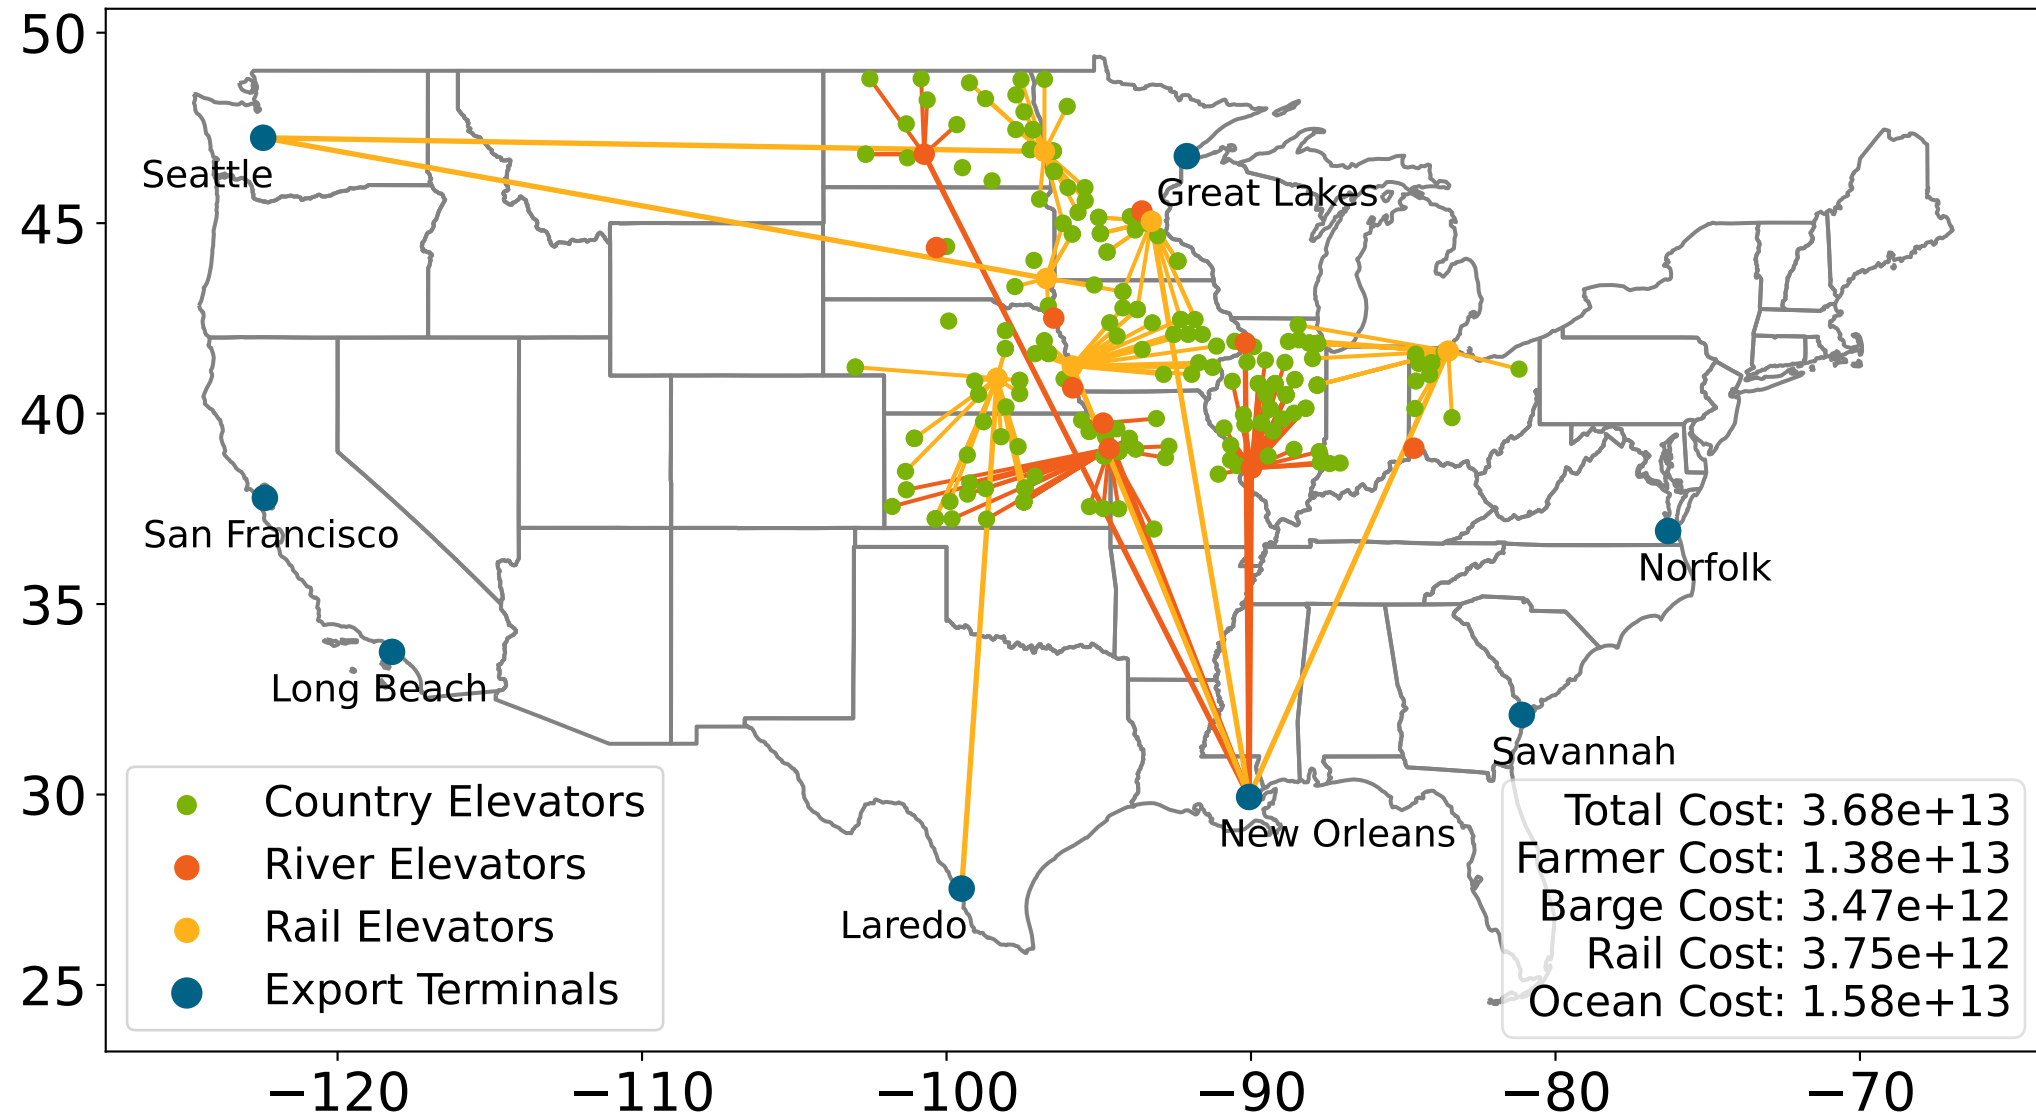 50
45
40
35
30
25
Seattle
Great Lakes
San Francisco
Norfolk
Long Beach
Savannah
New Orleans
Laredo
Country Elevators
River Elevators
Rail Elevators
Export Terminals
Total Cost: 3.68e+13
Farmer Cost: 1.38e+13
Barge Cost: 3.47e+12
Rail Cost: 3.75e+12
Ocean Cost: 1.58e+13
−120 −110 −100 −90 −80 −70